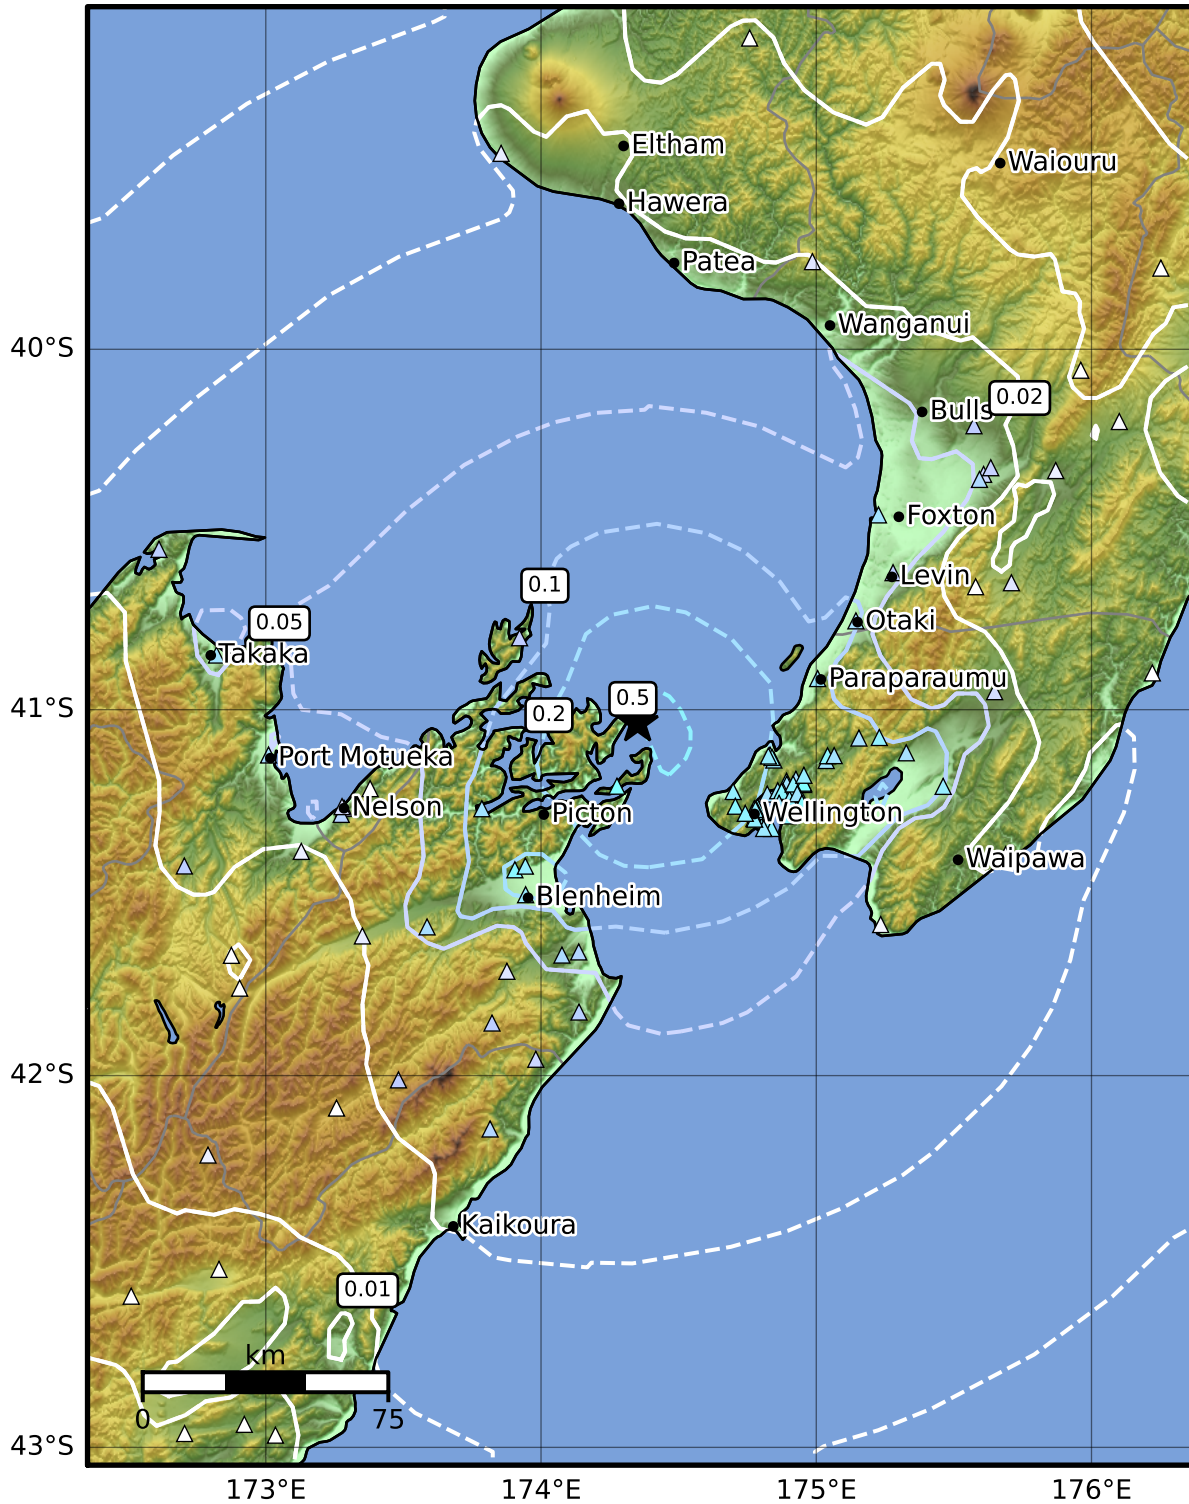 Eltham
Waiouru
Hawera
Patea
Wanganui
40°S
0.02
Bulls
Foxton
Levin
0.1
0.05
Otaki
Takaka
Paraparaumu
0.5
41°S
0.2
Port Motueka
Nelson
Picton
Wellington
Waipawa
Blenheim
42°S
Kaikoura
0.01
km
0
75
43°S
173°E
174°E
175°E
176°E